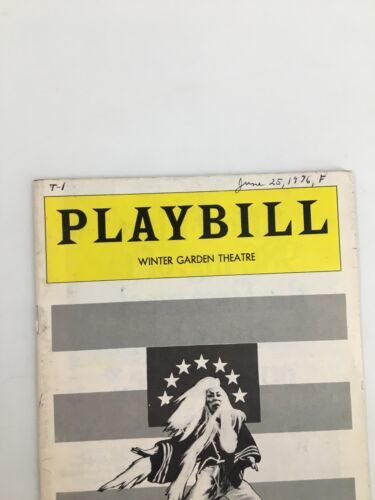 T-1 June 25, 1976, F
PLAYBILL
WINTER GARDEN THEATRE